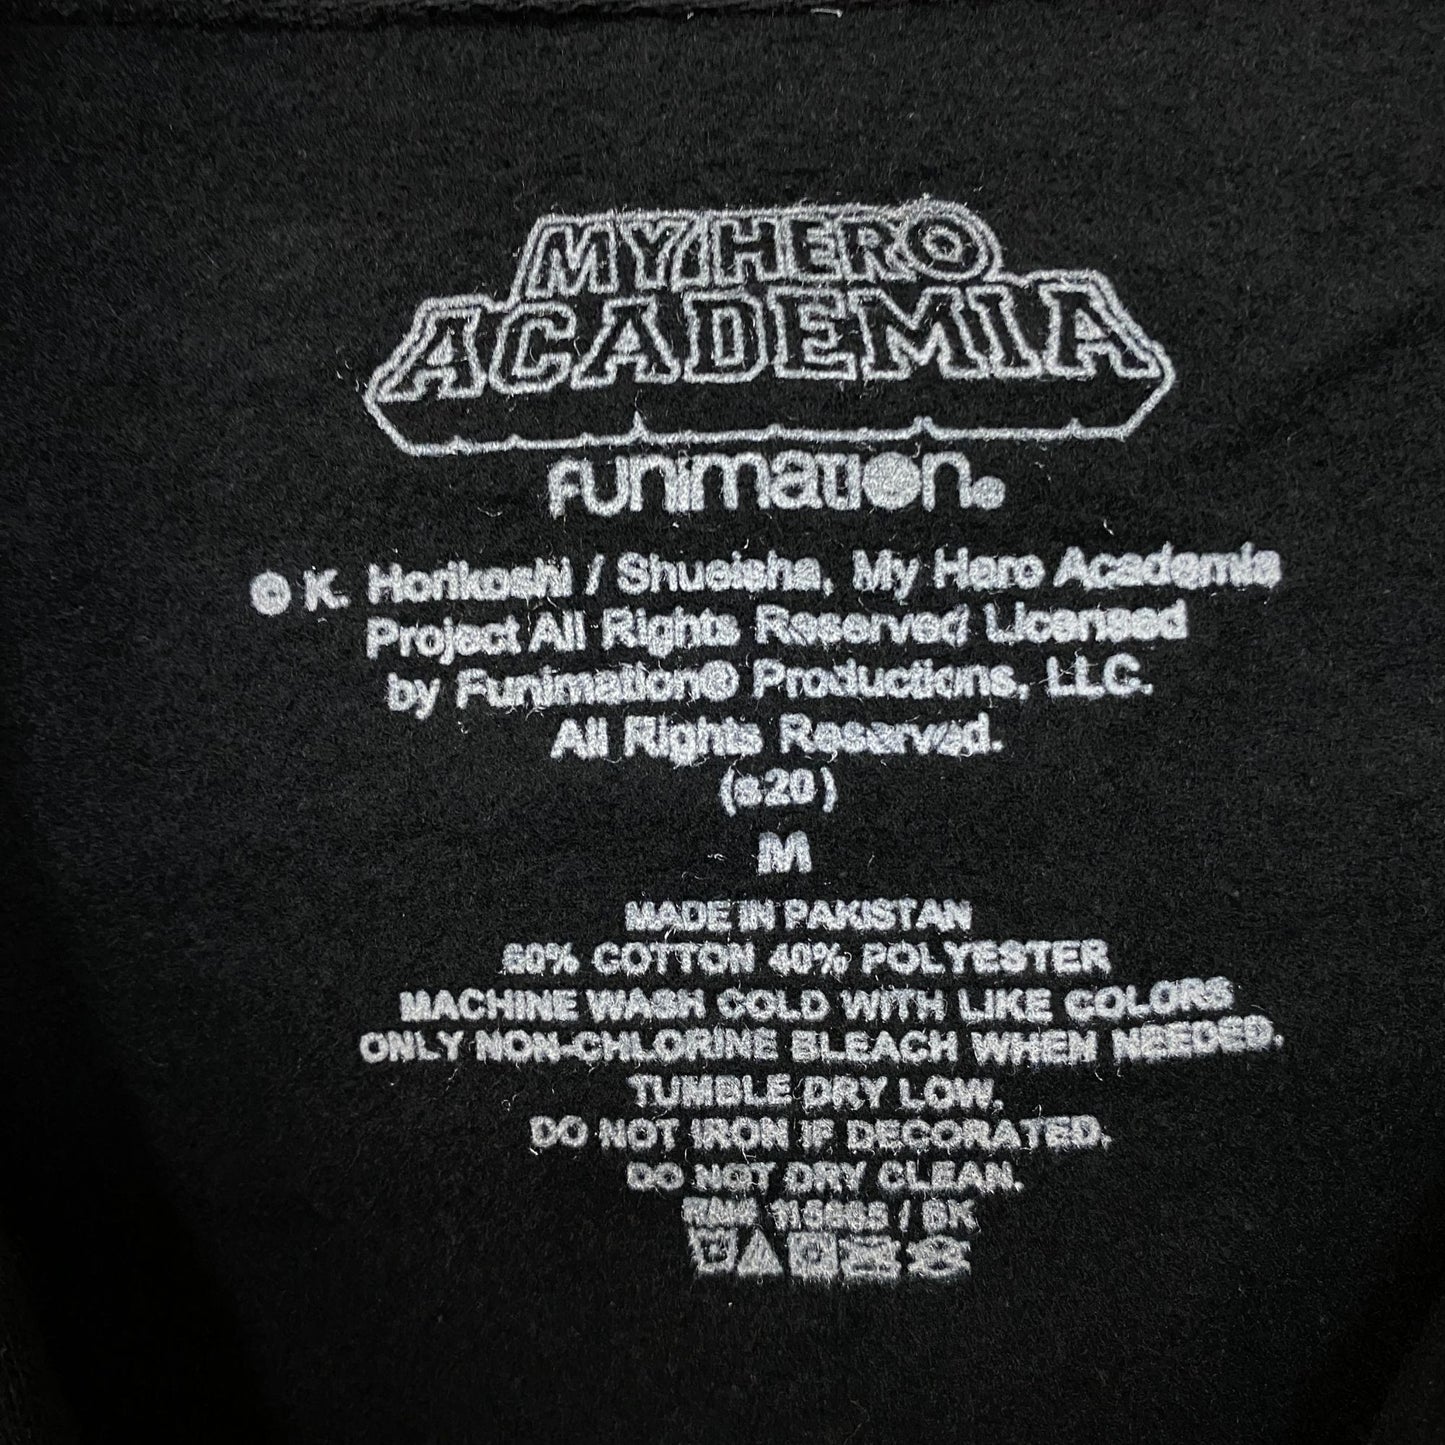 MY HERO
ACADEMIA
FUNIMATION®
© K. Horikoshi / Shueisha, My Hero Academia
Project All Rights Reserved Licensed
by Funimation® Productions, LLC.
All Rights Reserved.
(s20)
M
MADE IN PAKISTAN
60% COTTON 40% POLYESTER
MACHINE WASH COLD WITH LIKE COLORS
ONLY NON-CHLORINE BLEACH WHEN NEEDED.
TUMBLE DRY LOW.
DO NOT IRON IF DECORATED.
DO NOT DRY CLEAN.
RN#